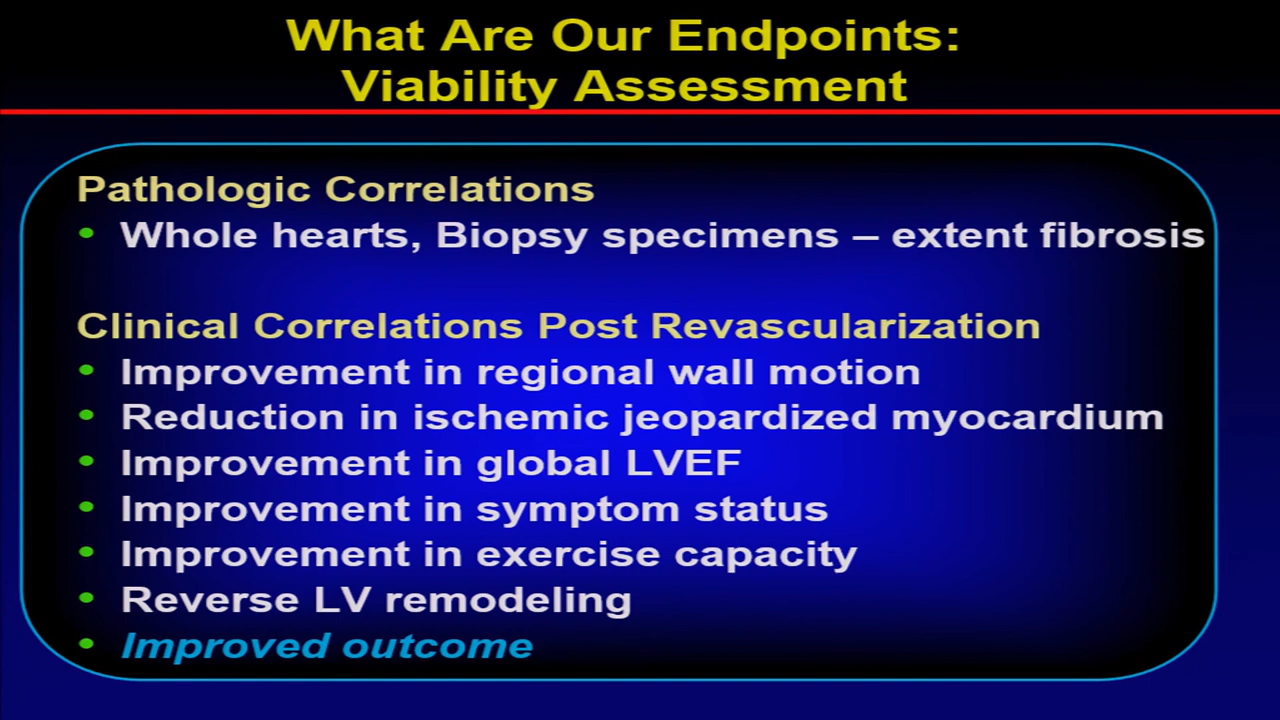 What Are Our Endpoints:
Viability Assessment
Pathologic Correlations
• Whole hearts, Biopsy specimens – extent fibrosis
Clinical Correlations Post Revascularization
• Improvement in regional wall motion
• Reduction in ischemic jeopardized myocardium
• Improvement in global LVEF
• Improvement in symptom status
• Improvement in exercise capacity
• Reverse LV remodeling
• Improved outcome